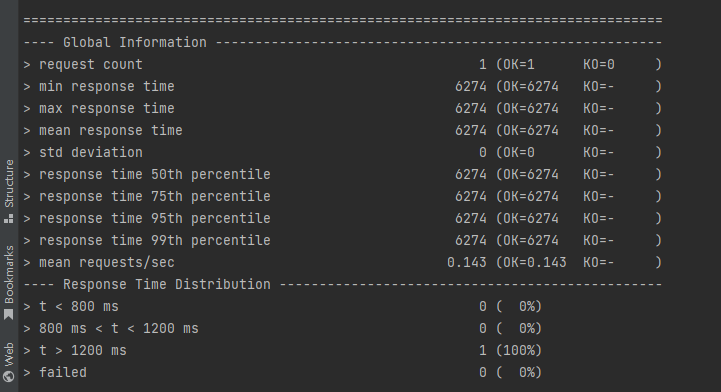 ================================================================================
---- Global Information --------------------------------------------------------
> request count                                          1 (OK=1      KO=0     )
> min response time                                   6274 (OK=6274   KO=-     )
> max response time                                   6274 (OK=6274   KO=-     )
> mean response time                                  6274 (OK=6274   KO=-     )
> std deviation                                          0 (OK=0      KO=-     )
> response time 50th percentile                       6274 (OK=6274   KO=-     )
> response time 75th percentile                       6274 (OK=6274   KO=-     )
> response time 95th percentile                       6274 (OK=6274   KO=-     )
> response time 99th percentile                       6274 (OK=6274   KO=-     )
> mean requests/sec                                  0.143 (OK=0.143  KO=-     )
---- Response Time Distribution ------------------------------------------------
> t < 800 ms                                             0 (  0%)
> 800 ms < t < 1200 ms                                   0 (  0%)
> t > 1200 ms                                            1 (100%)
> failed                                                 0 (  0%)
Structure
Bookmarks
Web